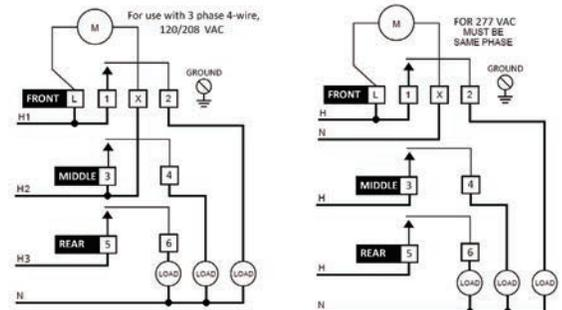 M
For use with 3 phase 4-wire,
120/208 VAC
GROUND
FRONT L 1 X 2
H1
MIDDLE 3 4
H2
REAR 5 6
H3
LOAD LOAD LOAD
N
M
FOR 277 VAC
MUST BE
SAME PHASE
GROUND
FRONT L 1 X 2
H
N
MIDDLE 3 4
H
REAR 5 6
H
LOAD LOAD LOAD
N